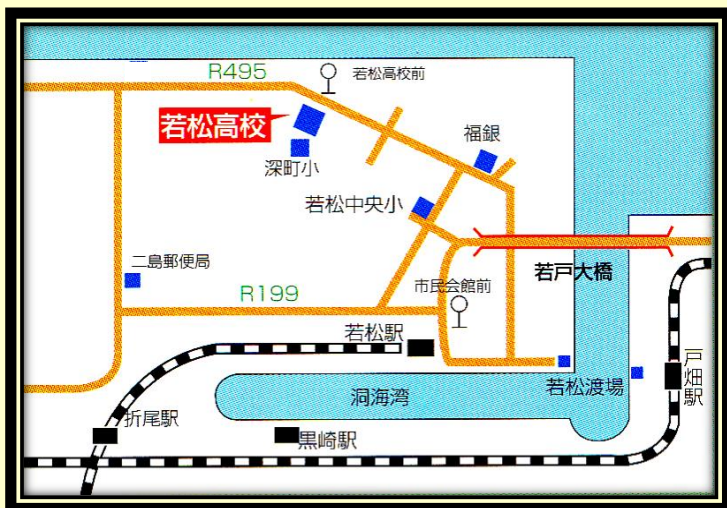 R495
若松高校前
若松高校
深町小
福銀
若松中央小
二島郵便局
市民会館前
若戸大橋
R199
若松駅
若松渡場
戸畑駅
洞海湾
折尾駅
黒崎駅